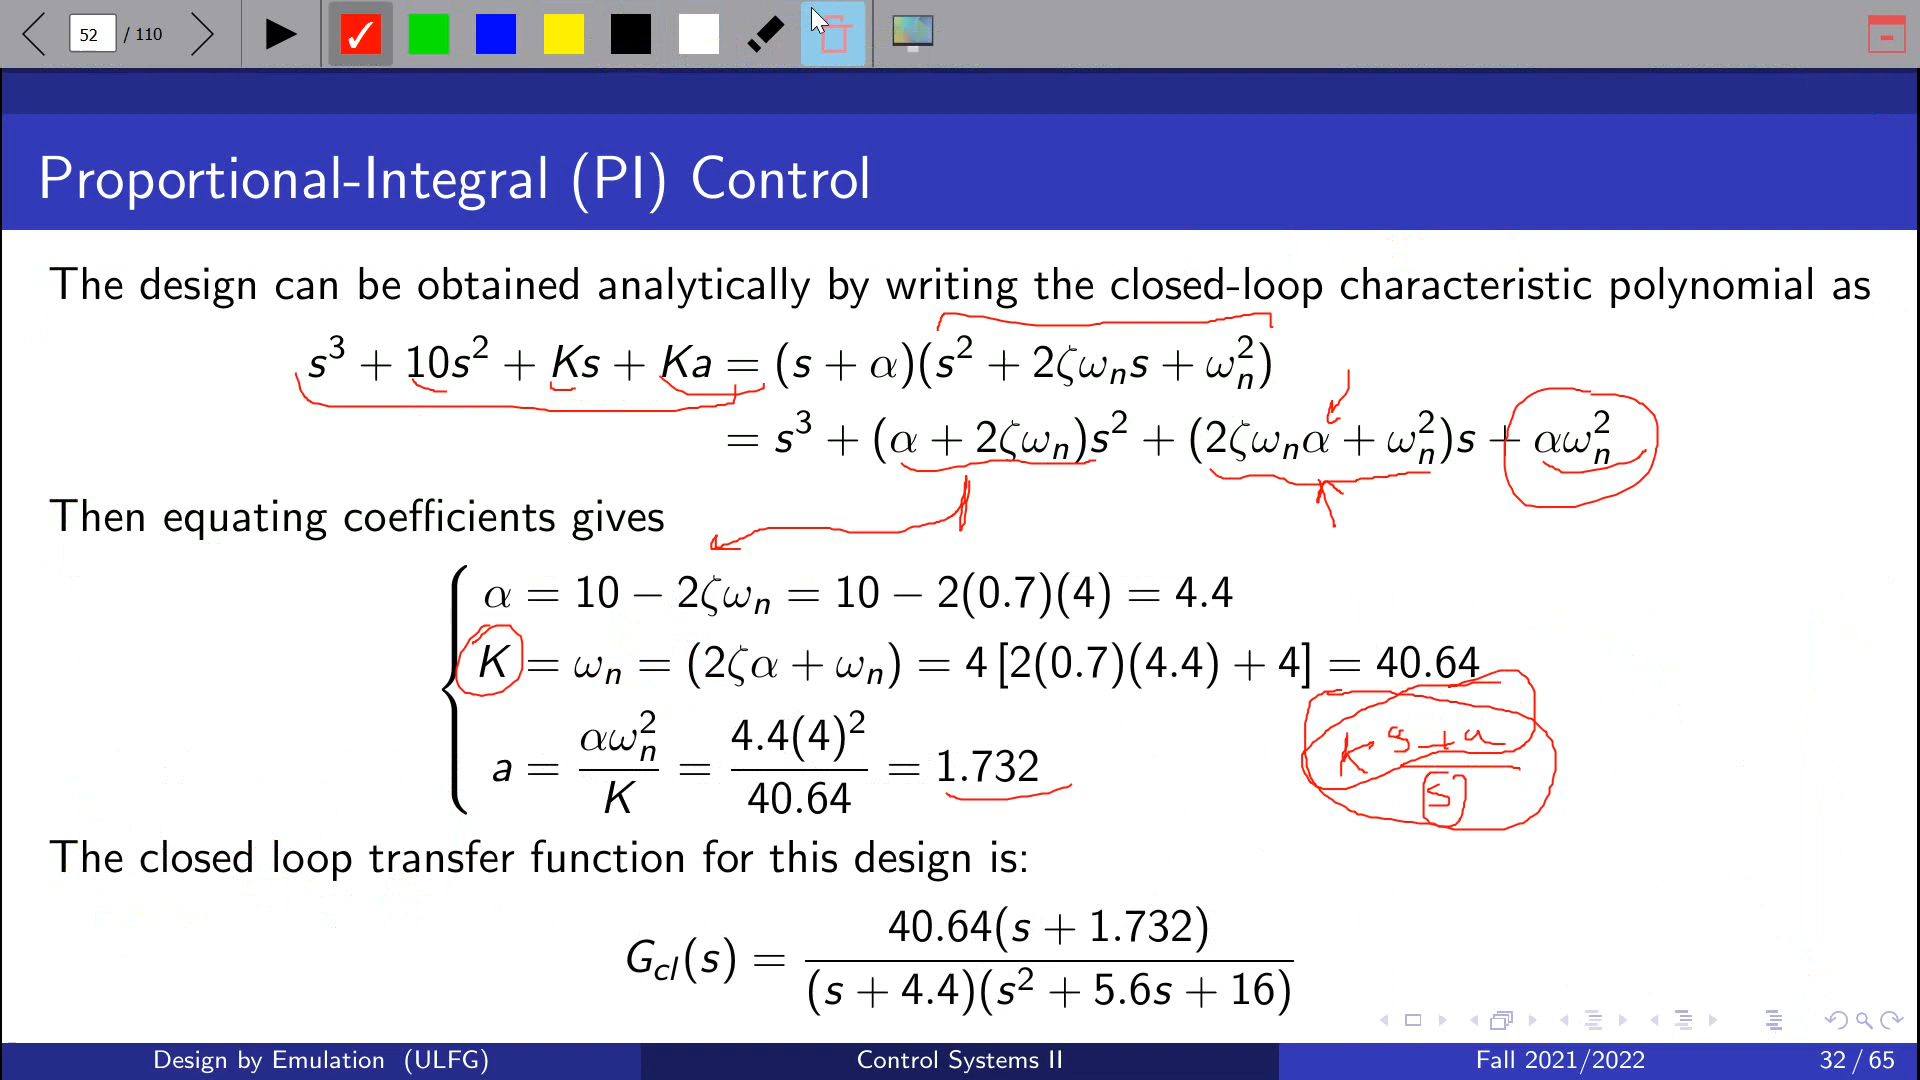 52 / 110
Proportional-Integral (PI) Control
The design can be obtained analytically by writing the closed-loop characteristic polynomial as
s³ + 10s² + Ks + Ka = (s + α)(s² + 2ζωₙs + ωₙ²)
= s³ + (α + 2ζωₙ)s² + (2ζωₙα + ωₙ²)s + αωₙ²
Then equating coefficients gives
α = 10 − 2ζωₙ = 10 − 2(0.7)(4) = 4.4
K = ωₙ = (2ζα + ωₙ) = 4 [2(0.7)(4.4) + 4] = 40.64
a = αωₙ² / K = 4.4(4)² / 40.64 = 1.732
K s+a / s
The closed loop transfer function for this design is:
G_cl(s) = 40.64(s + 1.732) / (s + 4.4)(s² + 5.6s + 16)
Design by Emulation (ULFG) Control Systems II Fall 2021/2022 32 / 65